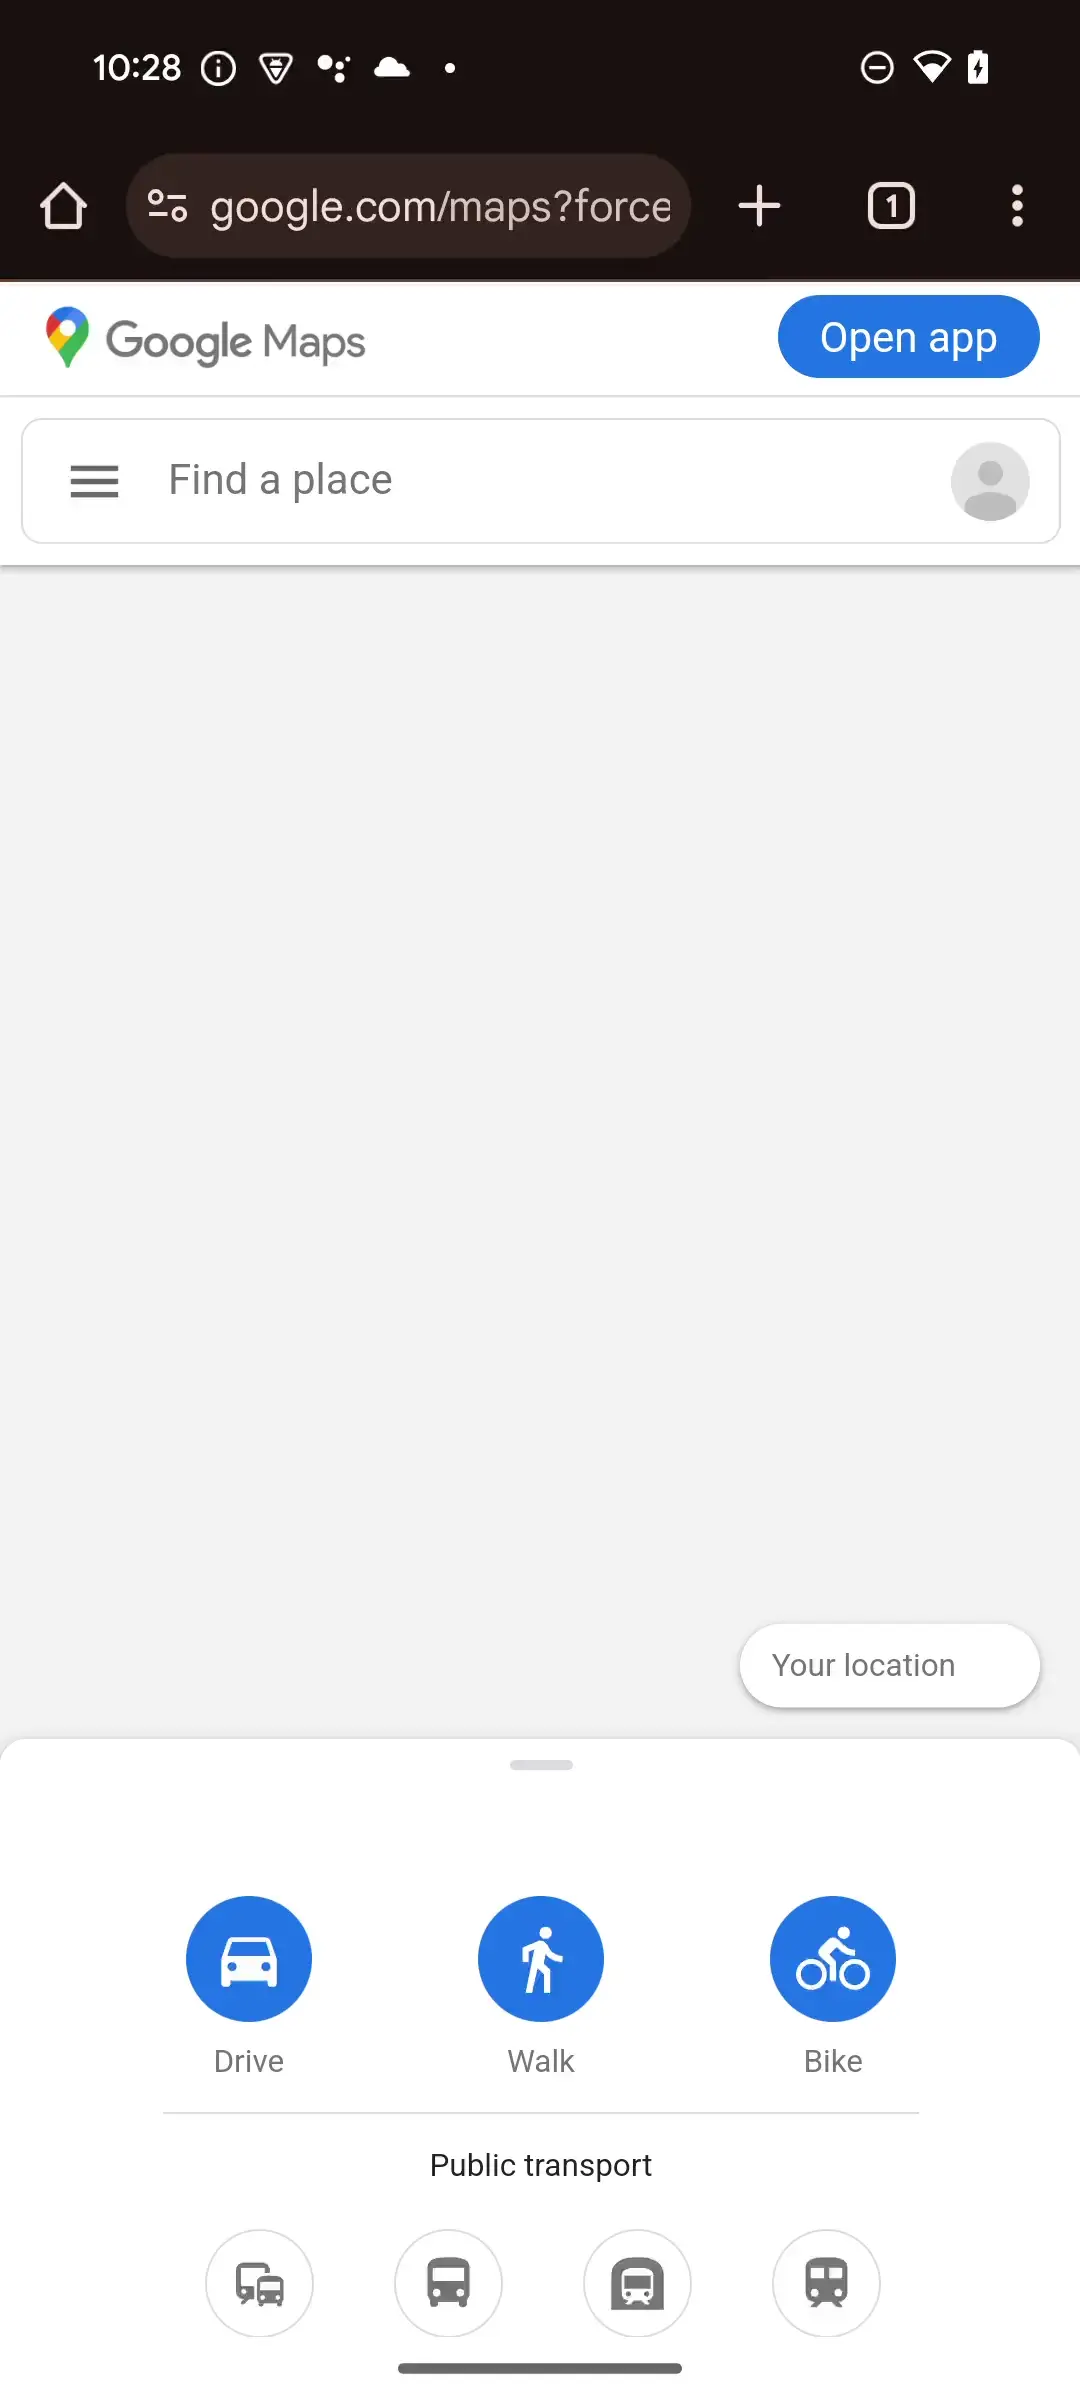 10:28
google.com/maps?force
1
Google Maps
Open app
Find a place
Your location
Drive
Walk
Bike
Public transport